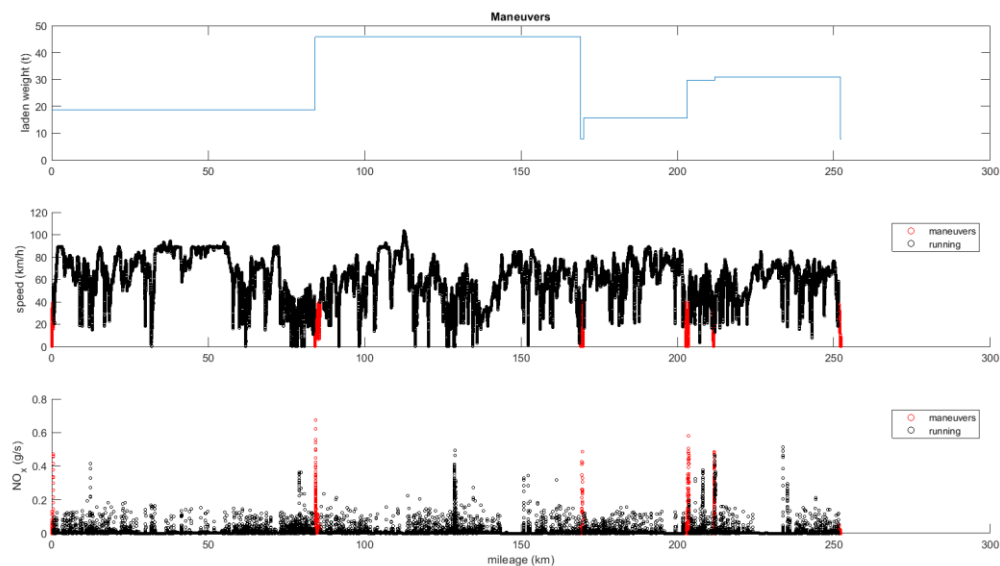 Maneuvers
laden weight (t)
50
40
30
20
10
0
0 50 100 150 200 250 300
speed (km/h)
120
100
80
60
40
20
0
maneuvers
running
0 50 100 150 200 250 300
NOx (g/s)
0.8
0.6
0.4
0.2
0
maneuvers
running
0 50 100 150 200 250 300
mileage (km)